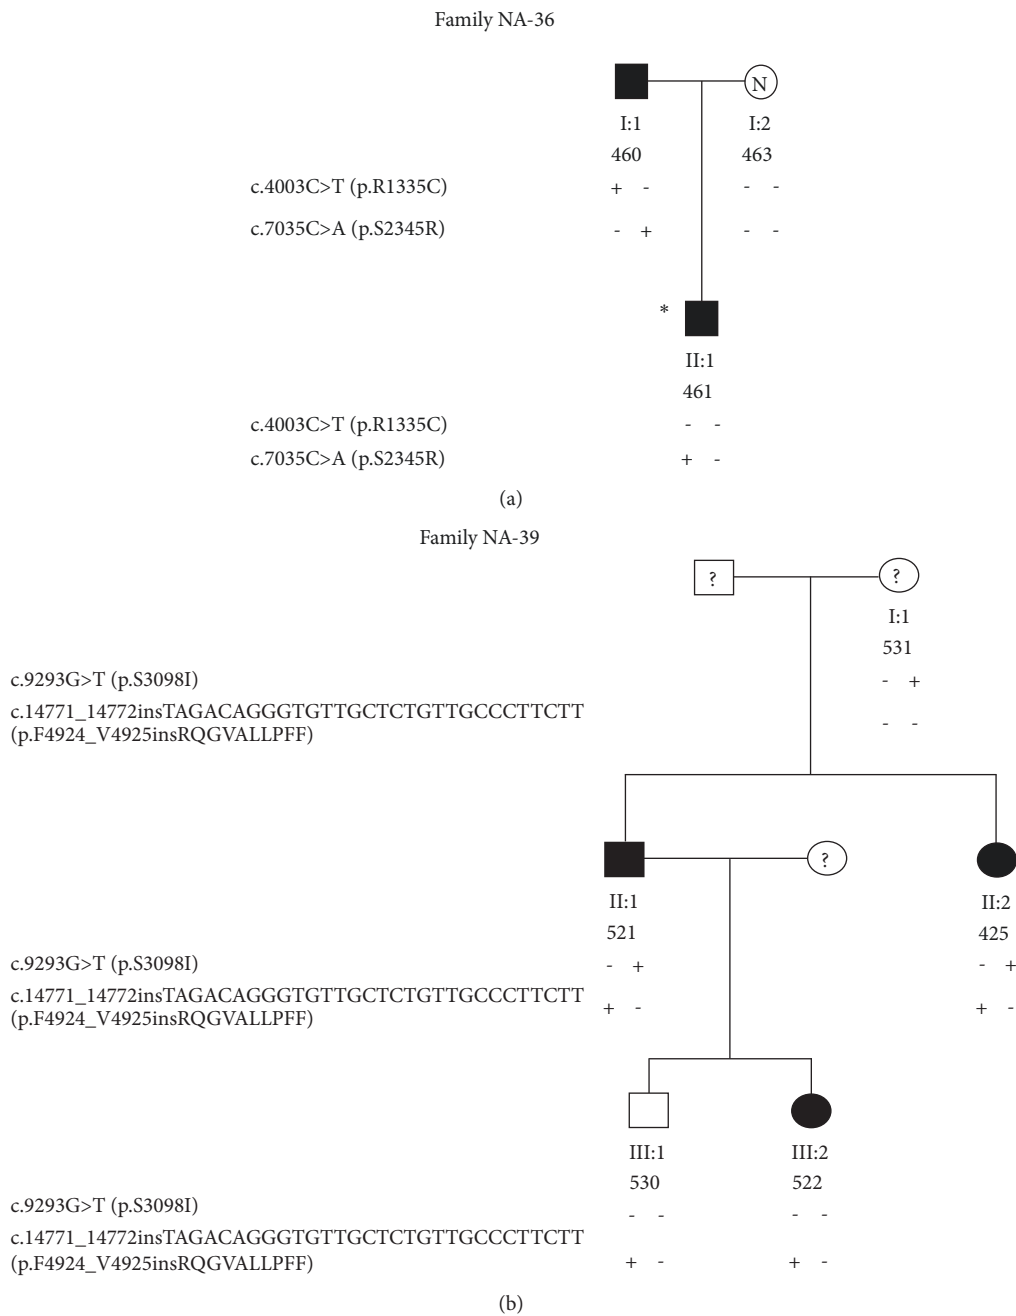 Family NA-36
N
I:1 I:2
460 463
c.4003C>T (p.R1335C) + - - -
c.7035C>A (p.S2345R) - + - -
*
II:1
461
c.4003C>T (p.R1335C) - -
c.7035C>A (p.S2345R) + -
(a)
Family NA-39
? ?
I:1
531
c.9293G>T (p.S3098I) - +
c.14771_14772insTAGACAGGGTGTTGCTCTGTTGCCCTTCTT - -
(p.F4924_V4925insRQGVALLPFF)
?
II:1 II:2
521 425
c.9293G>T (p.S3098I) - + - +
c.14771_14772insTAGACAGGGTGTTGCTCTGTTGCCCTTCTT + - + -
(p.F4924_V4925insRQGVALLPFF)
III:1 III:2
530 522
c.9293G>T (p.S3098I) - - - -
c.14771_14772insTAGACAGGGTGTTGCTCTGTTGCCCTTCTT
(p.F4924_V4925insRQGVALLPFF) + - + -
(b)